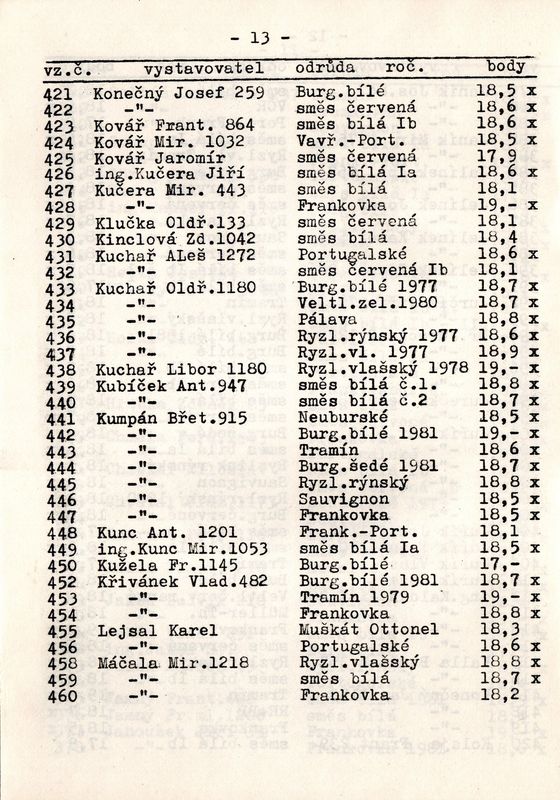 - 13 -
vz.č. vystavovatel odrůda roč. body
421 Konečný Josef 259 Burg.bílé 18,5 x
422 -"- směs červená 18,6 x
423 Kovář Frant. 864 směs bílá Ib 18,6 x
424 Kovář Mir. 1032 Vavř.-Port. 18,5 x
425 Kovář Jaromír směs červená 17,9
426 ing.Kučera Jiří směs bílá Ia 18,6 x
427 Kučera Mir. 443 směs bílá 18,1
428 -"- Frankovka 19,- x
429 Klučka Oldř.133 směs červená 18,1
430 Kinclová Zd.1042 směs bílá 18,4
431 Kuchař ALeš 1272 Portugalské 18,6 x
432 -"- směs červená Ib 18,1
433 Kuchař Oldř.1180 Burg.bílé 1977 18,7 x
434 -"- Veltl.zel.1980 18,7 x
435 -"- Pálava 18,8 x
436 -"- Ryzl.rýnský 1977 18,6 x
437 -"- Ryzl.vl. 1977 18,9 x
438 Kuchař Libor 1180 Ryzl.vlašský 1978 19,- x
439 Kubíček Ant.947 směs bílá č.1. 18,8 x
440 -"- směs bílá č.2 18,7 x
441 Kumpán Břet.915 Neuburské 18,5 x
442 -"- Burg.bílé 1981 19,- x
443 -"- Tramín 18,6 x
444 -"- Burg.šedé 1981 18,7 x
445 -"- Ryzl.rýnský 18,8 x
446 -"- Sauvignon 18,5 x
447 -"- Frankovka 18,5 x
448 Kunc Ant. 1201 Frank.-Port. 18,1
449 ing.Kunc Mir.1053 směs bílá Ia 18,5 x
450 Kužela Fr.1145 Burg.bílé 17,-
452 Křivánek Vlad.482 Burg.bílé 1981 18,7 x
453 -"- Tramín 1979 19,- x
454 -"- Frankovka 18,8 x
455 Lejsal Karel Muškát Ottonel 18,3
456 -"- Portugalské 18,6 x
458 Máčala Mir.1218 Ryzl.vlašský 18,8 x
459 -"- směs bílá 18,7 x
460 -"- Frankovka 18,2